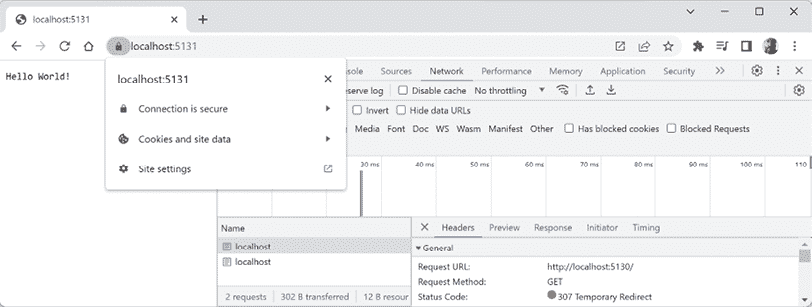 localhost:5131
localhost:5131
Hello World!
localhost:5131
Connection is secure
Cookies and site data
Site settings
Sources Network Performance Memory Application Security
Disable cache No throttling
Invert Hide data URLs
Media Font Doc WS Wasm Manifest Other Has blocked cookies Blocked Requests
30 ms 40 ms 50 ms 60 ms 70 ms 80 ms 90 ms 100 ms 110
Name
localhost
localhost
2 requests 302 B transferred 12 B resour
Headers Preview Response Initiator Timing
General
Request URL: http://localhost:5130/
Request Method: GET
Status Code: 307 Temporary Redirect